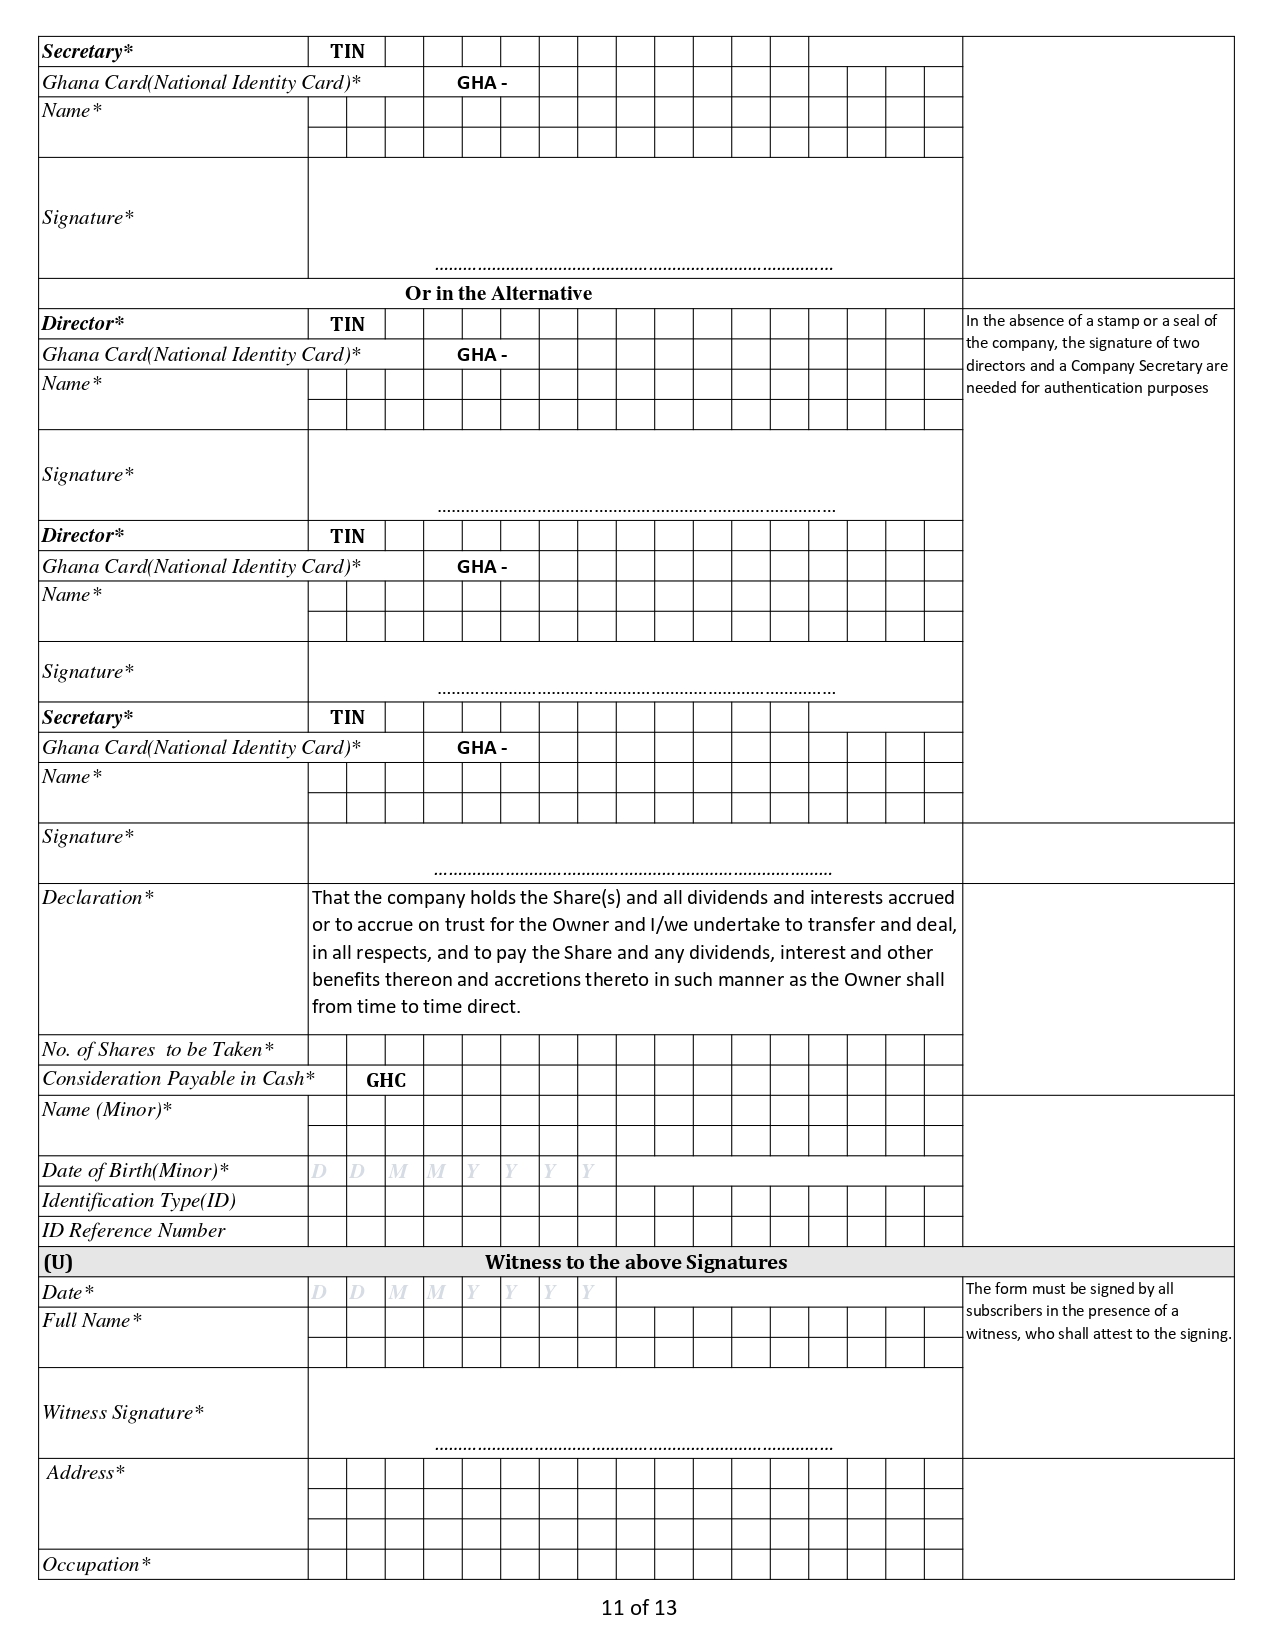 Secretary* TIN
Ghana Card(National Identity Card)* GHA -
Name*
Signature*
Or in the Alternative
Director* TIN
In the absence of a stamp or a seal of
the company, the signature of two
directors and a Company Secretary are
needed for authentication purposes
Ghana Card(National Identity Card)* GHA -
Name*
Signature*
Director* TIN
Ghana Card(National Identity Card)* GHA -
Name*
Signature*
Secretary* TIN
Ghana Card(National Identity Card)* GHA -
Name*
Signature*
Declaration*
That the company holds the Share(s) and all dividends and interests accrued
or to accrue on trust for the Owner and I/we undertake to transfer and deal,
in all respects, and to pay the Share and any dividends, interest and other
benefits thereon and accretions thereto in such manner as the Owner shall
from time to time direct.
No. of Shares to be Taken*
Consideration Payable in Cash* GHC
Name (Minor)*
Date of Birth(Minor)* D D M M Y Y Y Y
Identification Type(ID)
ID Reference Number
(U) Witness to the above Signatures
Date* D D M M Y Y Y Y
The form must be signed by all
subscribers in the presence of a
witness, who shall attest to the signing.
Full Name*
Witness Signature*
Address*
Occupation*
11 of 13